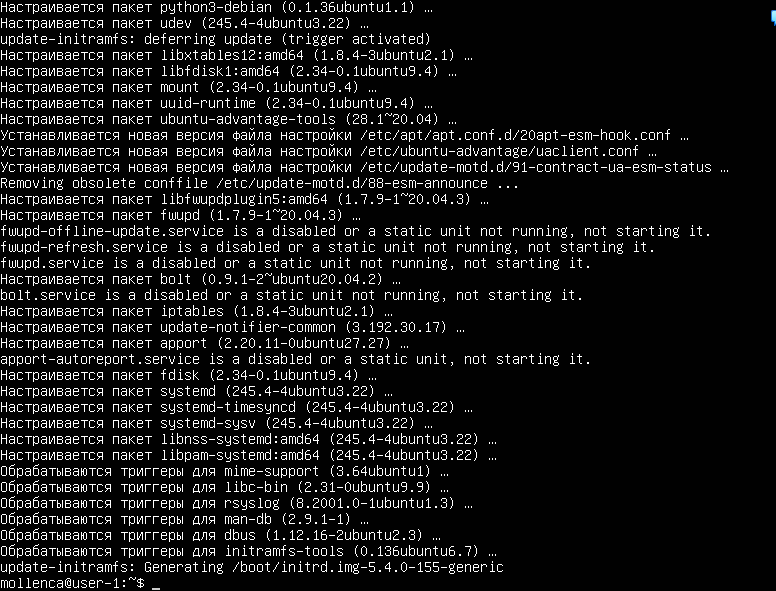 Настраивается пакет python3-debian (0.1.36ubuntu1.1) …
Настраивается пакет udev (245.4-4ubuntu3.22) …
update-initramfs: deferring update (trigger activated)
Настраивается пакет libxtables12:amd64 (1.8.4-3ubuntu2.1) …
Настраивается пакет libfdisk1:amd64 (2.34-0.1ubuntu9.4) …
Настраивается пакет mount (2.34-0.1ubuntu9.4) …
Настраивается пакет uuid-runtime (2.34-0.1ubuntu9.4) …
Настраивается пакет ubuntu-advantage-tools (28.1~20.04) …
Устанавливается новая версия файла настройки /etc/apt/apt.conf.d/20apt-esm-hook.conf …
Устанавливается новая версия файла настройки /etc/ubuntu-advantage/uaclient.conf …
Устанавливается новая версия файла настройки /etc/update-motd.d/91-contract-ua-esm-status …
Removing obsolete conffile /etc/update-motd.d/88-esm-announce ...
Настраивается пакет libfwupdplugin5:amd64 (1.7.9-1~20.04.3) …
Настраивается пакет fwupd (1.7.9-1~20.04.3) …
fwupd-offline-update.service is a disabled or a static unit not running, not starting it.
fwupd-refresh.service is a disabled or a static unit not running, not starting it.
fwupd.service is a disabled or a static unit not running, not starting it.
Настраивается пакет bolt (0.9.1-2~ubuntu20.04.2) …
bolt.service is a disabled or a static unit not running, not starting it.
Настраивается пакет iptables (1.8.4-3ubuntu2.1) …
Настраивается пакет update-notifier-common (3.192.30.17) …
Настраивается пакет apport (2.20.11-0ubuntu27.27) …
apport-autoreport.service is a disabled or a static unit, not starting it.
Настраивается пакет fdisk (2.34-0.1ubuntu9.4) …
Настраивается пакет systemd (245.4-4ubuntu3.22) …
Настраивается пакет systemd-timesyncd (245.4-4ubuntu3.22) …
Настраивается пакет systemd-sysv (245.4-4ubuntu3.22) …
Настраивается пакет libnss-systemd:amd64 (245.4-4ubuntu3.22) …
Настраивается пакет libpam-systemd:amd64 (245.4-4ubuntu3.22) …
Обрабатываются триггеры для mime-support (3.64ubuntu1) …
Обрабатываются триггеры для libc-bin (2.31-0ubuntu9.9) …
Обрабатываются триггеры для rsyslog (8.2001.0-1ubuntu1.3) …
Обрабатываются триггеры для man-db (2.9.1-1) …
Обрабатываются триггеры для dbus (1.12.16-2ubuntu2.3) …
Обрабатываются триггеры для initramfs-tools (0.136ubuntu6.7) …
update-initramfs: Generating /boot/initrd.img-5.4.0-155-generic
mollenca@user-1:~$ _